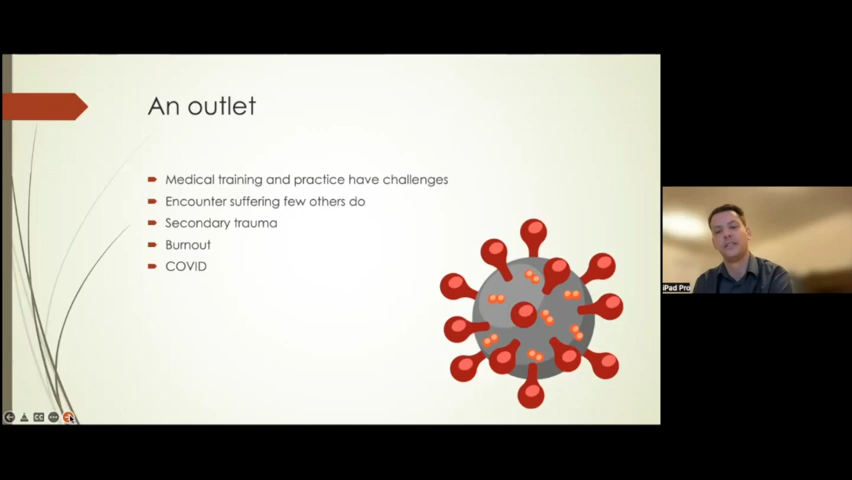 An outlet
Medical training and practice have challenges
Encounter suffering few others do
Secondary trauma
Burnout
COVID
iPad Pro
CC